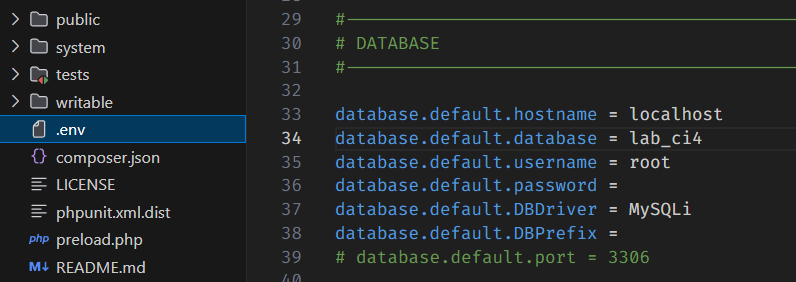 public
system
tests
writable
.env
composer.json
LICENSE
phpunit.xml.dist
php preload.php
M↓ README.md
29 #--------------------------------------------------------------------
30 # DATABASE
31 #--------------------------------------------------------------------
32
33 database.default.hostname = localhost
34 database.default.database = lab_ci4
35 database.default.username = root
36 database.default.password =
37 database.default.DBDriver = MySQLi
38 database.default.DBPrefix =
39 # database.default.port = 3306